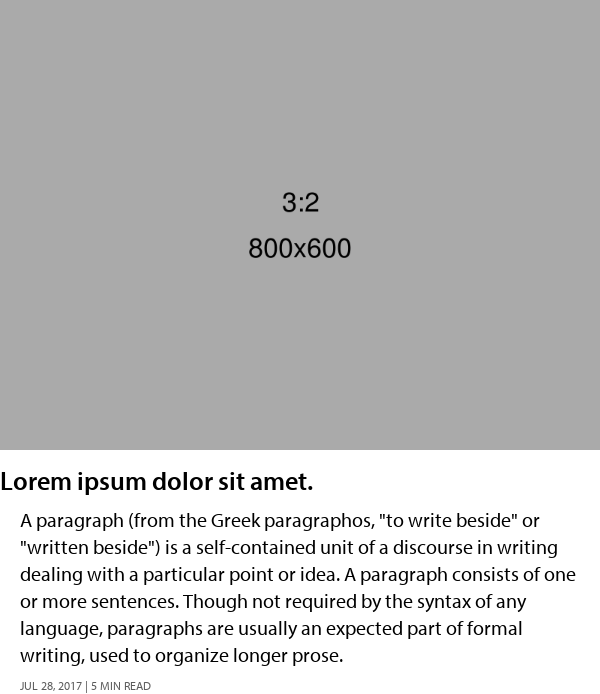 3:2
800x600
Lorem ipsum dolor sit amet.
A paragraph (from the Greek paragraphos, "to write beside" or
"written beside") is a self-contained unit of a discourse in writing
dealing with a particular point or idea. A paragraph consists of one
or more sentences. Though not required by the syntax of any
language, paragraphs are usually an expected part of formal
writing, used to organize longer prose.
JUL 28, 2017 | 5 MIN READ